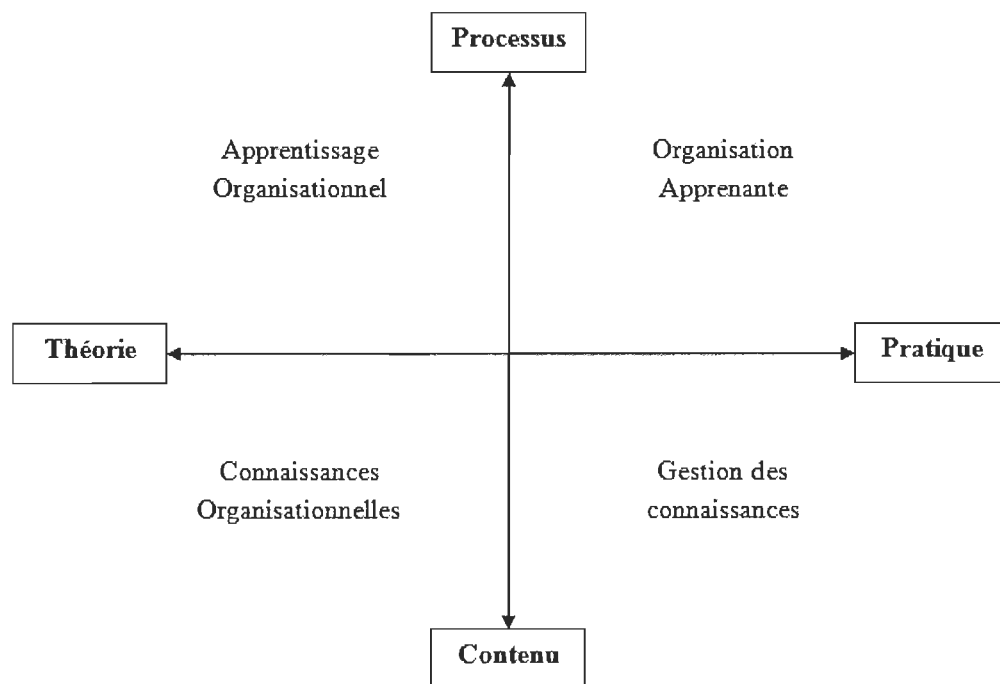 Processus
Apprentissage
Organisationnel
Organisation
Apprenante
Théorie
Pratique
Connaissances
Organisationnelles
Gestion des
connaissances
Contenu